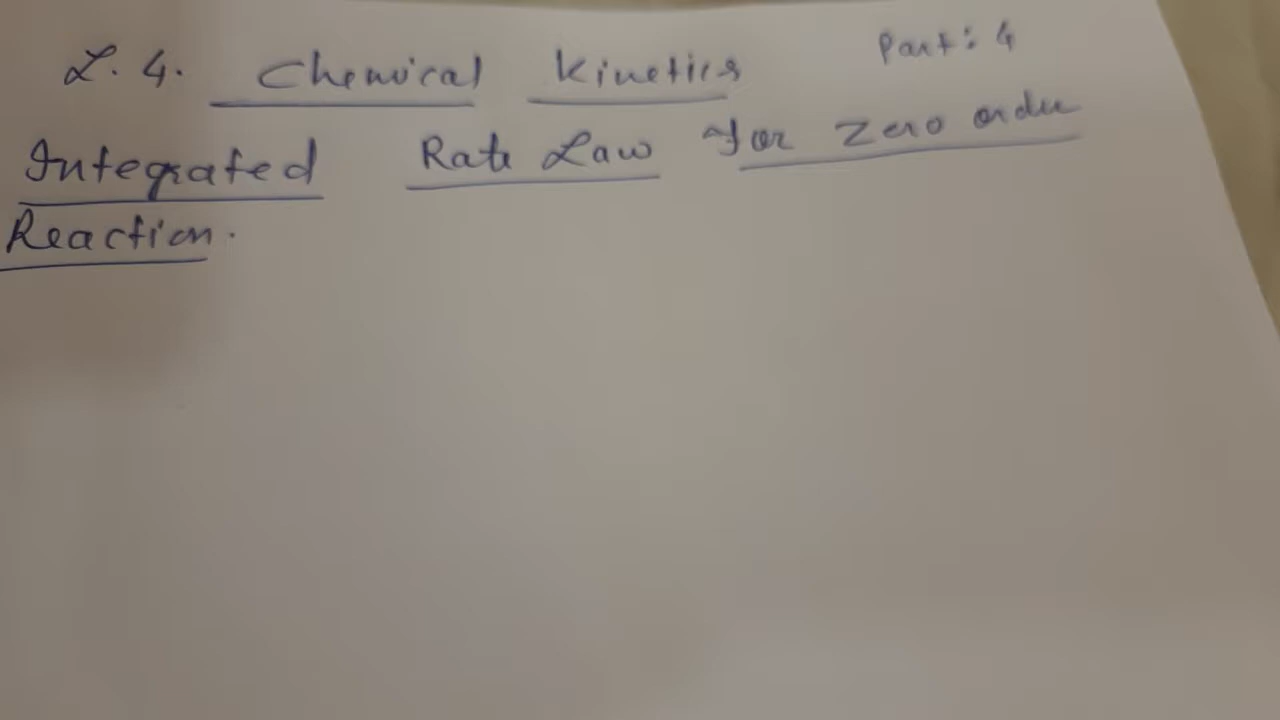 L. 4. Chemical Kinetics Part: 4
Integrated Rate Law for Zero order
Reaction.